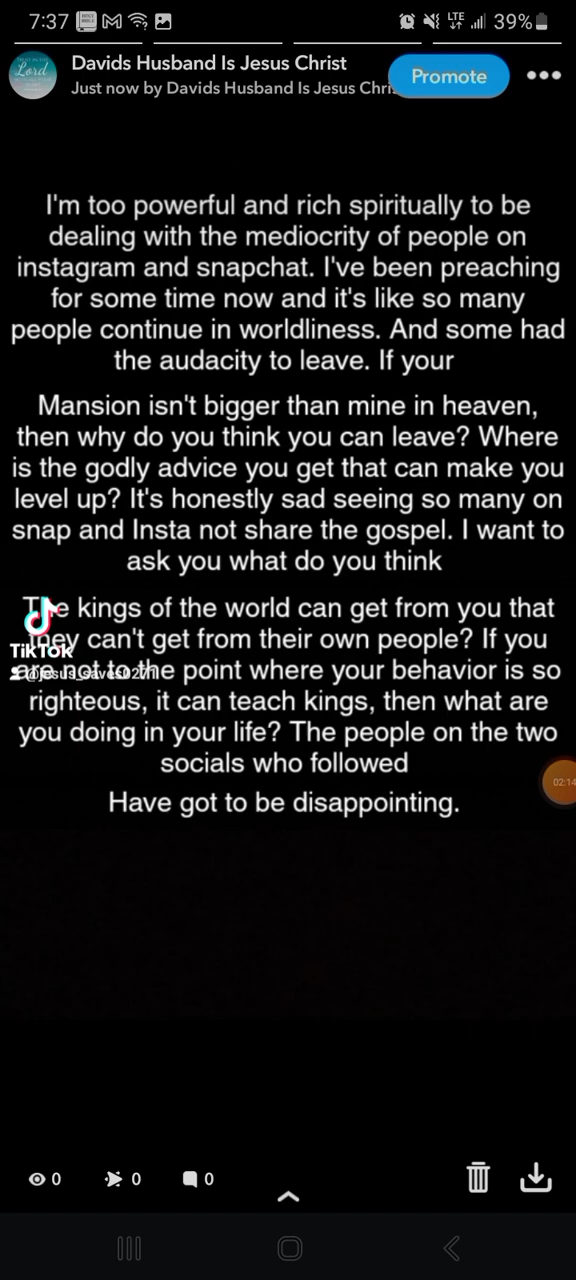 7:37
LTE
39%
Lord
Davids Husband Is Jesus Christ
Just now by Davids Husband Is Jesus Chri
Promote
I'm too powerful and rich spiritually to be
dealing with the mediocrity of people on
instagram and snapchat. I've been preaching
for some time now and it's like so many
people continue in worldliness. And some had
the audacity to leave. If your
Mansion isn't bigger than mine in heaven,
then why do you think you can leave? Where
is the godly advice you get that can make you
level up? It's honestly sad seeing so many on
snap and Insta not share the gospel. I want to
ask you what do you think
The kings of the world can get from you that
they can't get from their own people? If you
are not to the point where your behavior is so
righteous, it can teach kings, then what are
you doing in your life? The people on the two
socials who followed
Have got to be disappointing.
TikTok
02:14
0
0
0